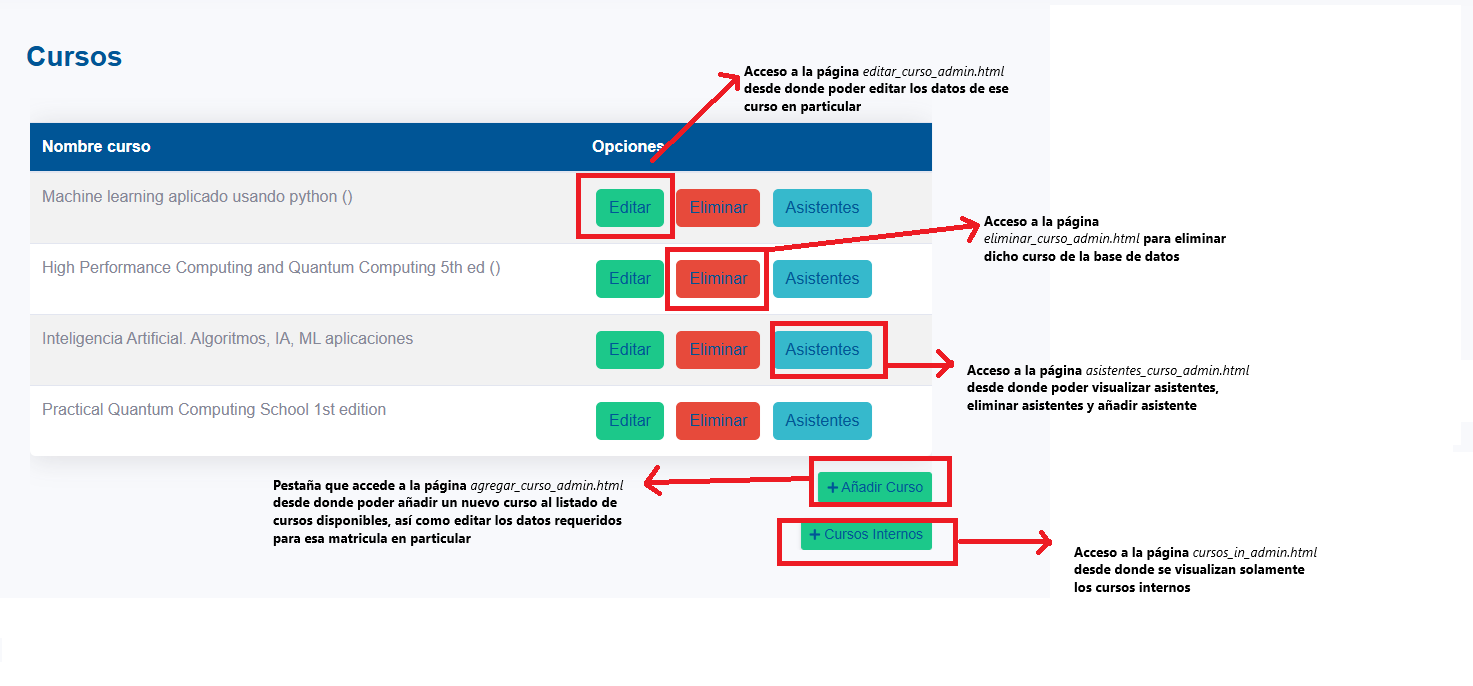 Cursos
Acceso a la página editar_curso_admin.html
desde donde poder editar los datos de ese
curso en particular
Nombre curso Opciones
Machine learning aplicado usando python () Editar Eliminar Asistentes
Acceso a la página
eliminar_curso_admin.html para eliminar
dicho curso de la base de datos
High Performance Computing and Quantum Computing 5th ed () Editar Eliminar Asistentes
Inteligencia Artificial. Algoritmos, IA, ML aplicaciones Editar Eliminar Asistentes
Acceso a la página asistentes_curso_admin.html
desde donde poder visualizar asistentes,
eliminar asistentes y añadir asistente
Practical Quantum Computing School 1st edition Editar Eliminar Asistentes
Pestaña que accede a la página agregar_curso_admin.html
desde donde poder añadir un nuevo curso al listado de
cursos disponibles, así como editar los datos requeridos
para esa matricula en particular
+ Añadir Curso
+ Cursos Internos
Acceso a la página cursos_in_admin.html
desde donde se visualizan solamente
los cursos internos